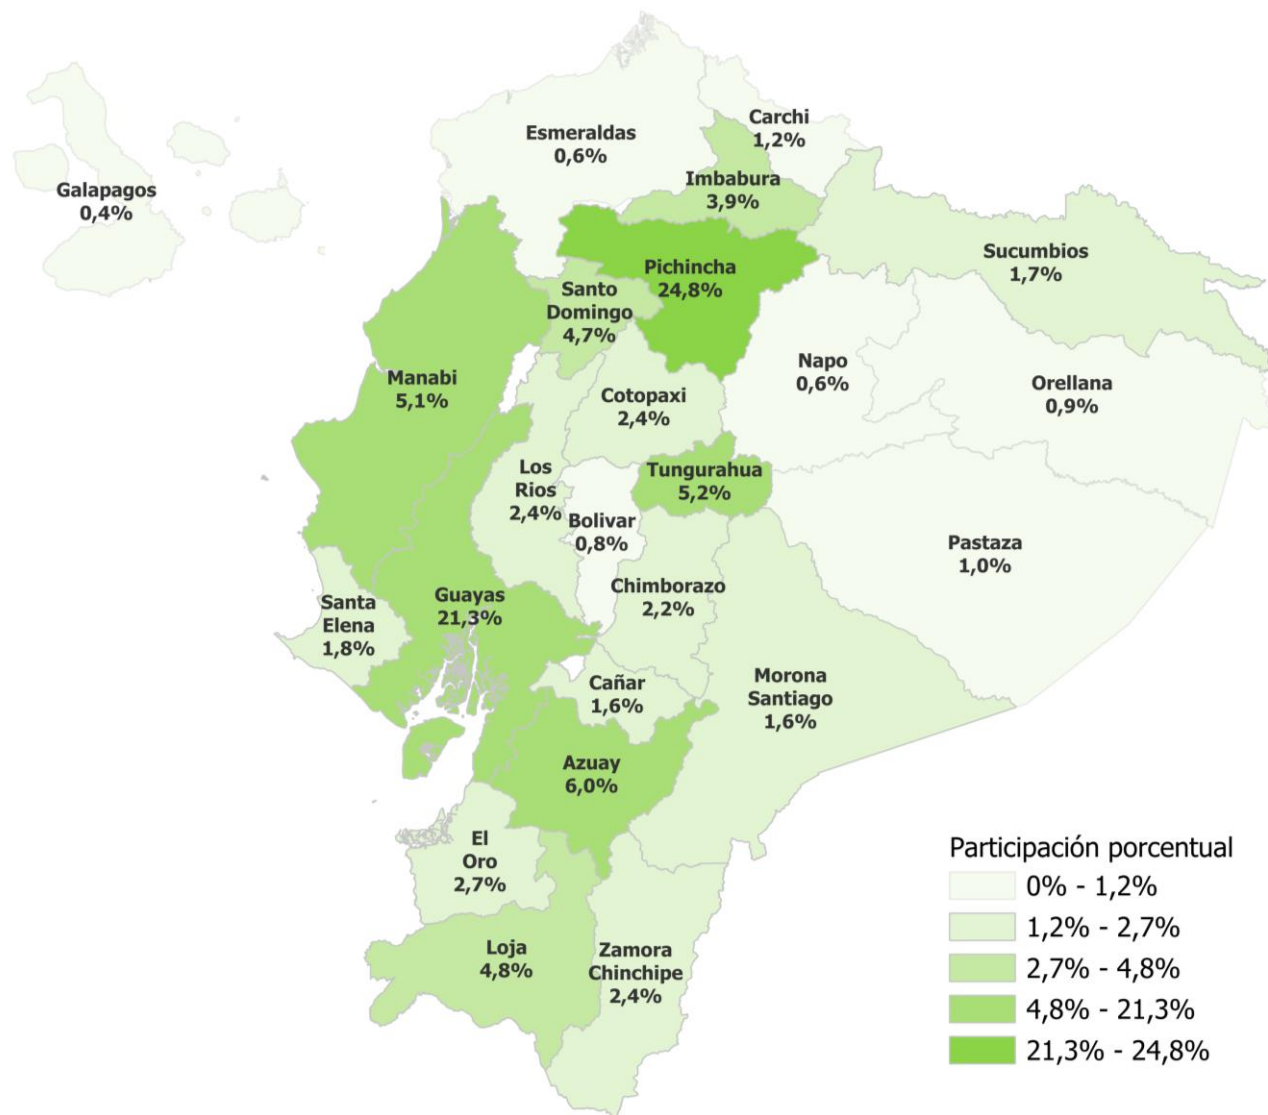 Esmeraldas
0,6%
Carchi
1,2%
Imbabura
3,9%
Galapagos
0,4%
Sucumbios
1,7%
Pichincha
24,8%
Santo
Domingo
4,7%
Manabi
5,1%
Napo
0,6%
Orellana
0,9%
Cotopaxi
2,4%
Los
Rios
2,4%
Tungurahua
5,2%
Bolivar
0,8%
Pastaza
1,0%
Santa
Elena
1,8%
Guayas
21,3%
Chimborazo
2,2%
Cañar
1,6%
Morona
Santiago
1,6%
Azuay
6,0%
El
Oro
2,7%
Loja
4,8%
Zamora
Chinchipe
2,4%
Participación porcentual
0% - 1,2%
1,2% - 2,7%
2,7% - 4,8%
4,8% - 21,3%
21,3% - 24,8%